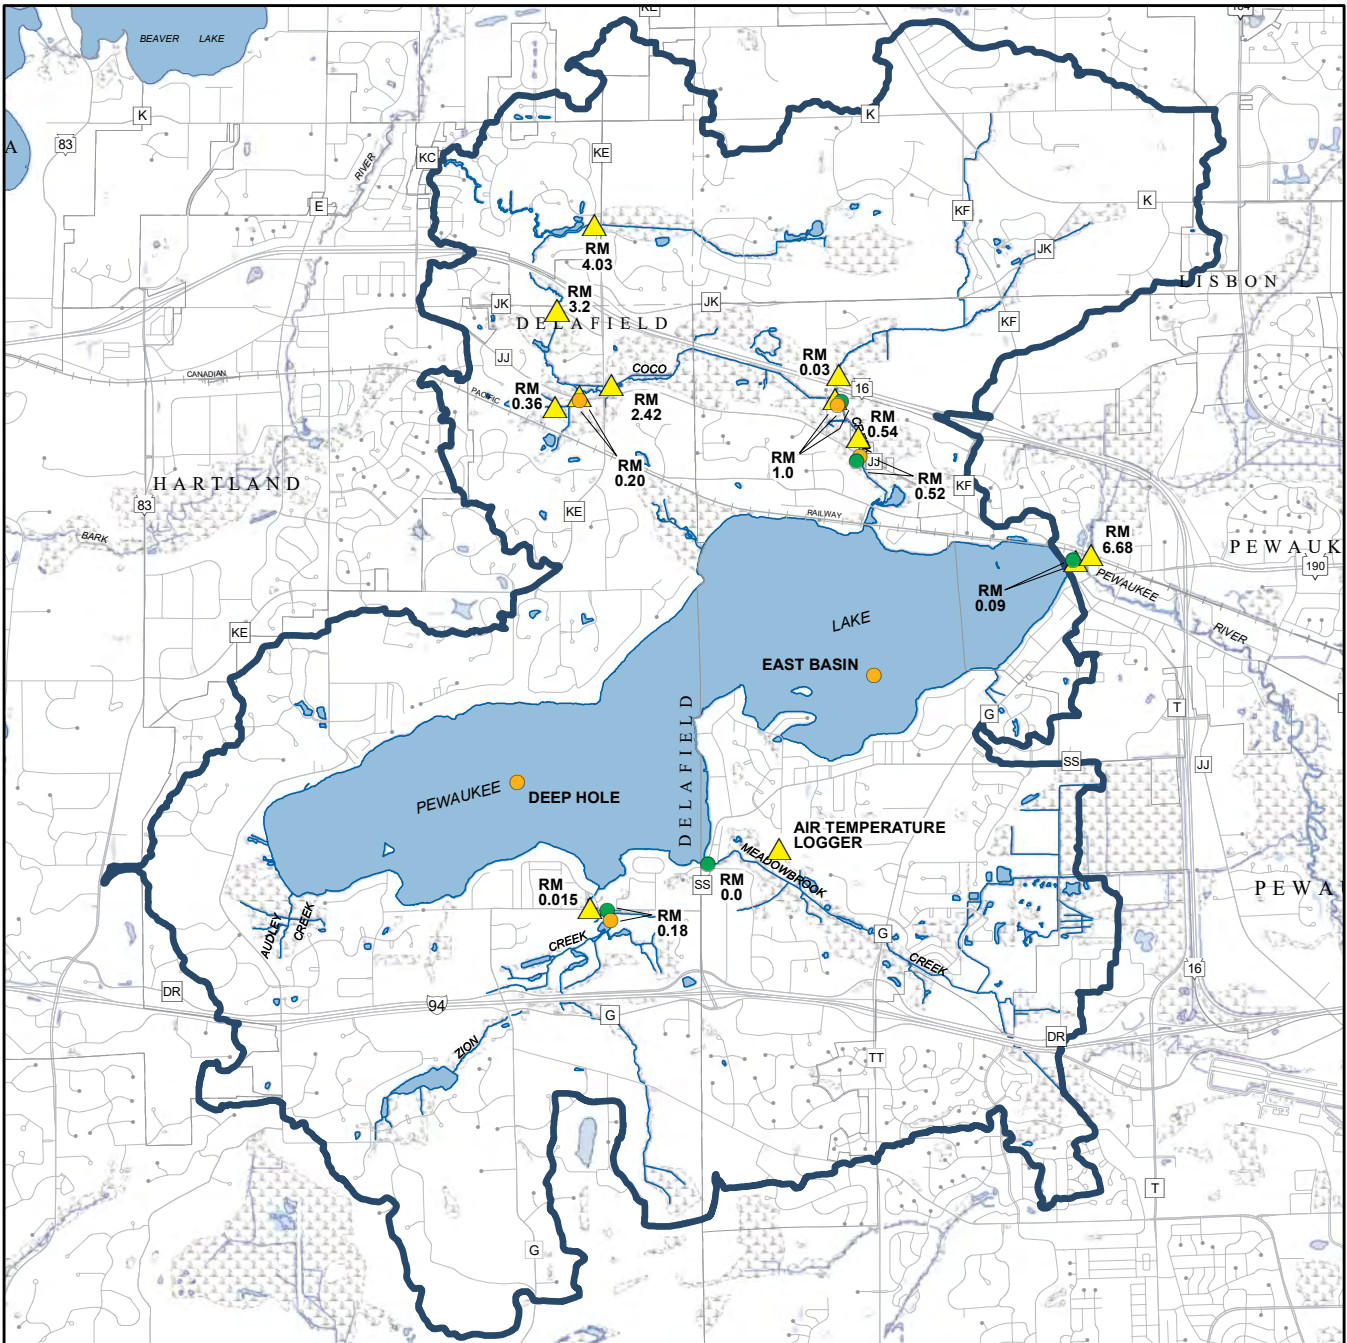 KE
164
BEAVER LAKE
K
K
83
A
KC
KE
RIVER
E
KF
K
JK
RM
4.03
LISBON
RM
3.2
JK
JK
DELAFIELD
KF
JJ
CANADIAN
COCO
RM
0.03
16
PACIFIC
RM
0.36
RM
2.42
RM
0.54
RM
1.0
JJ
RM
0.20
RM
0.52
HARTLAND
83
KF
KE
RAILWAY
BARK
RM
6.68
PEWAUK
190
RM
0.09
PEWAUKEE
RIVER
LAKE
KE
EAST BASIN
DELAFIELD
G
T
SS
JJ
PEWAUKEE
DEEP HOLE
AIR TEMPERATURE
LOGGER
MEADOWBROOK
RM
0.015
SS
RM
0.0
PEWAU
AUDLEY
CREEK
RM
0.18
CREEK
G
CREEK
16
DR
94
G
DR
ZION
TT
T
G